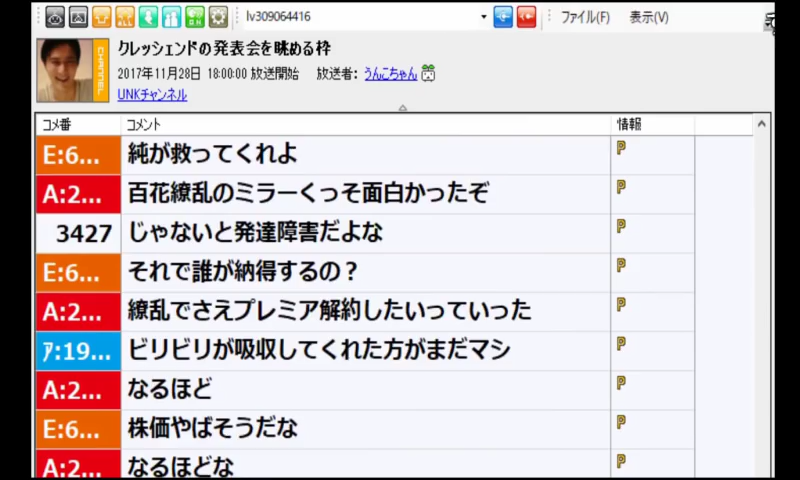 lv309064416
ファイル(F) 表示(V)
クレッシェンドの発表会を眺める枠
2017年11月28日 18:00:00 放送開始 放送者: うんこちゃん
UNKチャンネル
CHANNEL
コメ番 コメント 情報
E:6... 純が救ってくれよ P
A:2... 百花繚乱のミラーくっそ面白かったぞ P
3427 じゃないと発達障害だよな P
E:6... それで誰が納得するの？ P
A:2... 繚乱でさえプレミア解約したいっていった P
ｱ:19... ビリビリが吸収してくれた方がまだマシ P
A:2... なるほど P
E:6... 株価やばそうだな P
A:2... なるほどな P